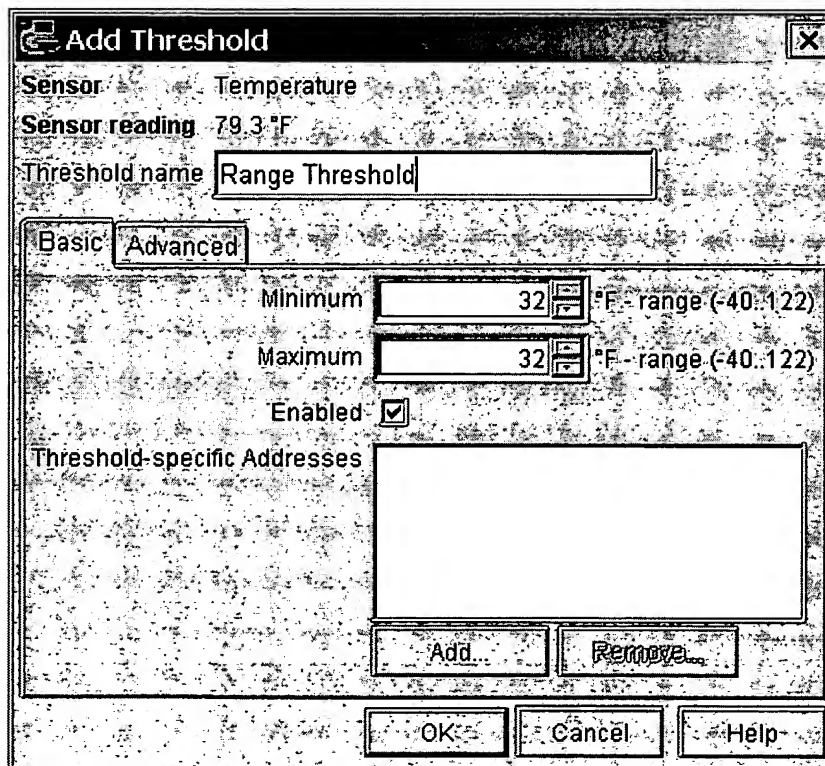 Add Threshold
Sensor Temperature
Sensor reading 79.3 °F
Threshold name Range Threshold
Basic Advanced
Minimum 32 °F - range (-40..122)
Maximum 32 °F - range (-40..122)
Enabled
Threshold-specific Addresses
Add... Remove...
OK Cancel Help